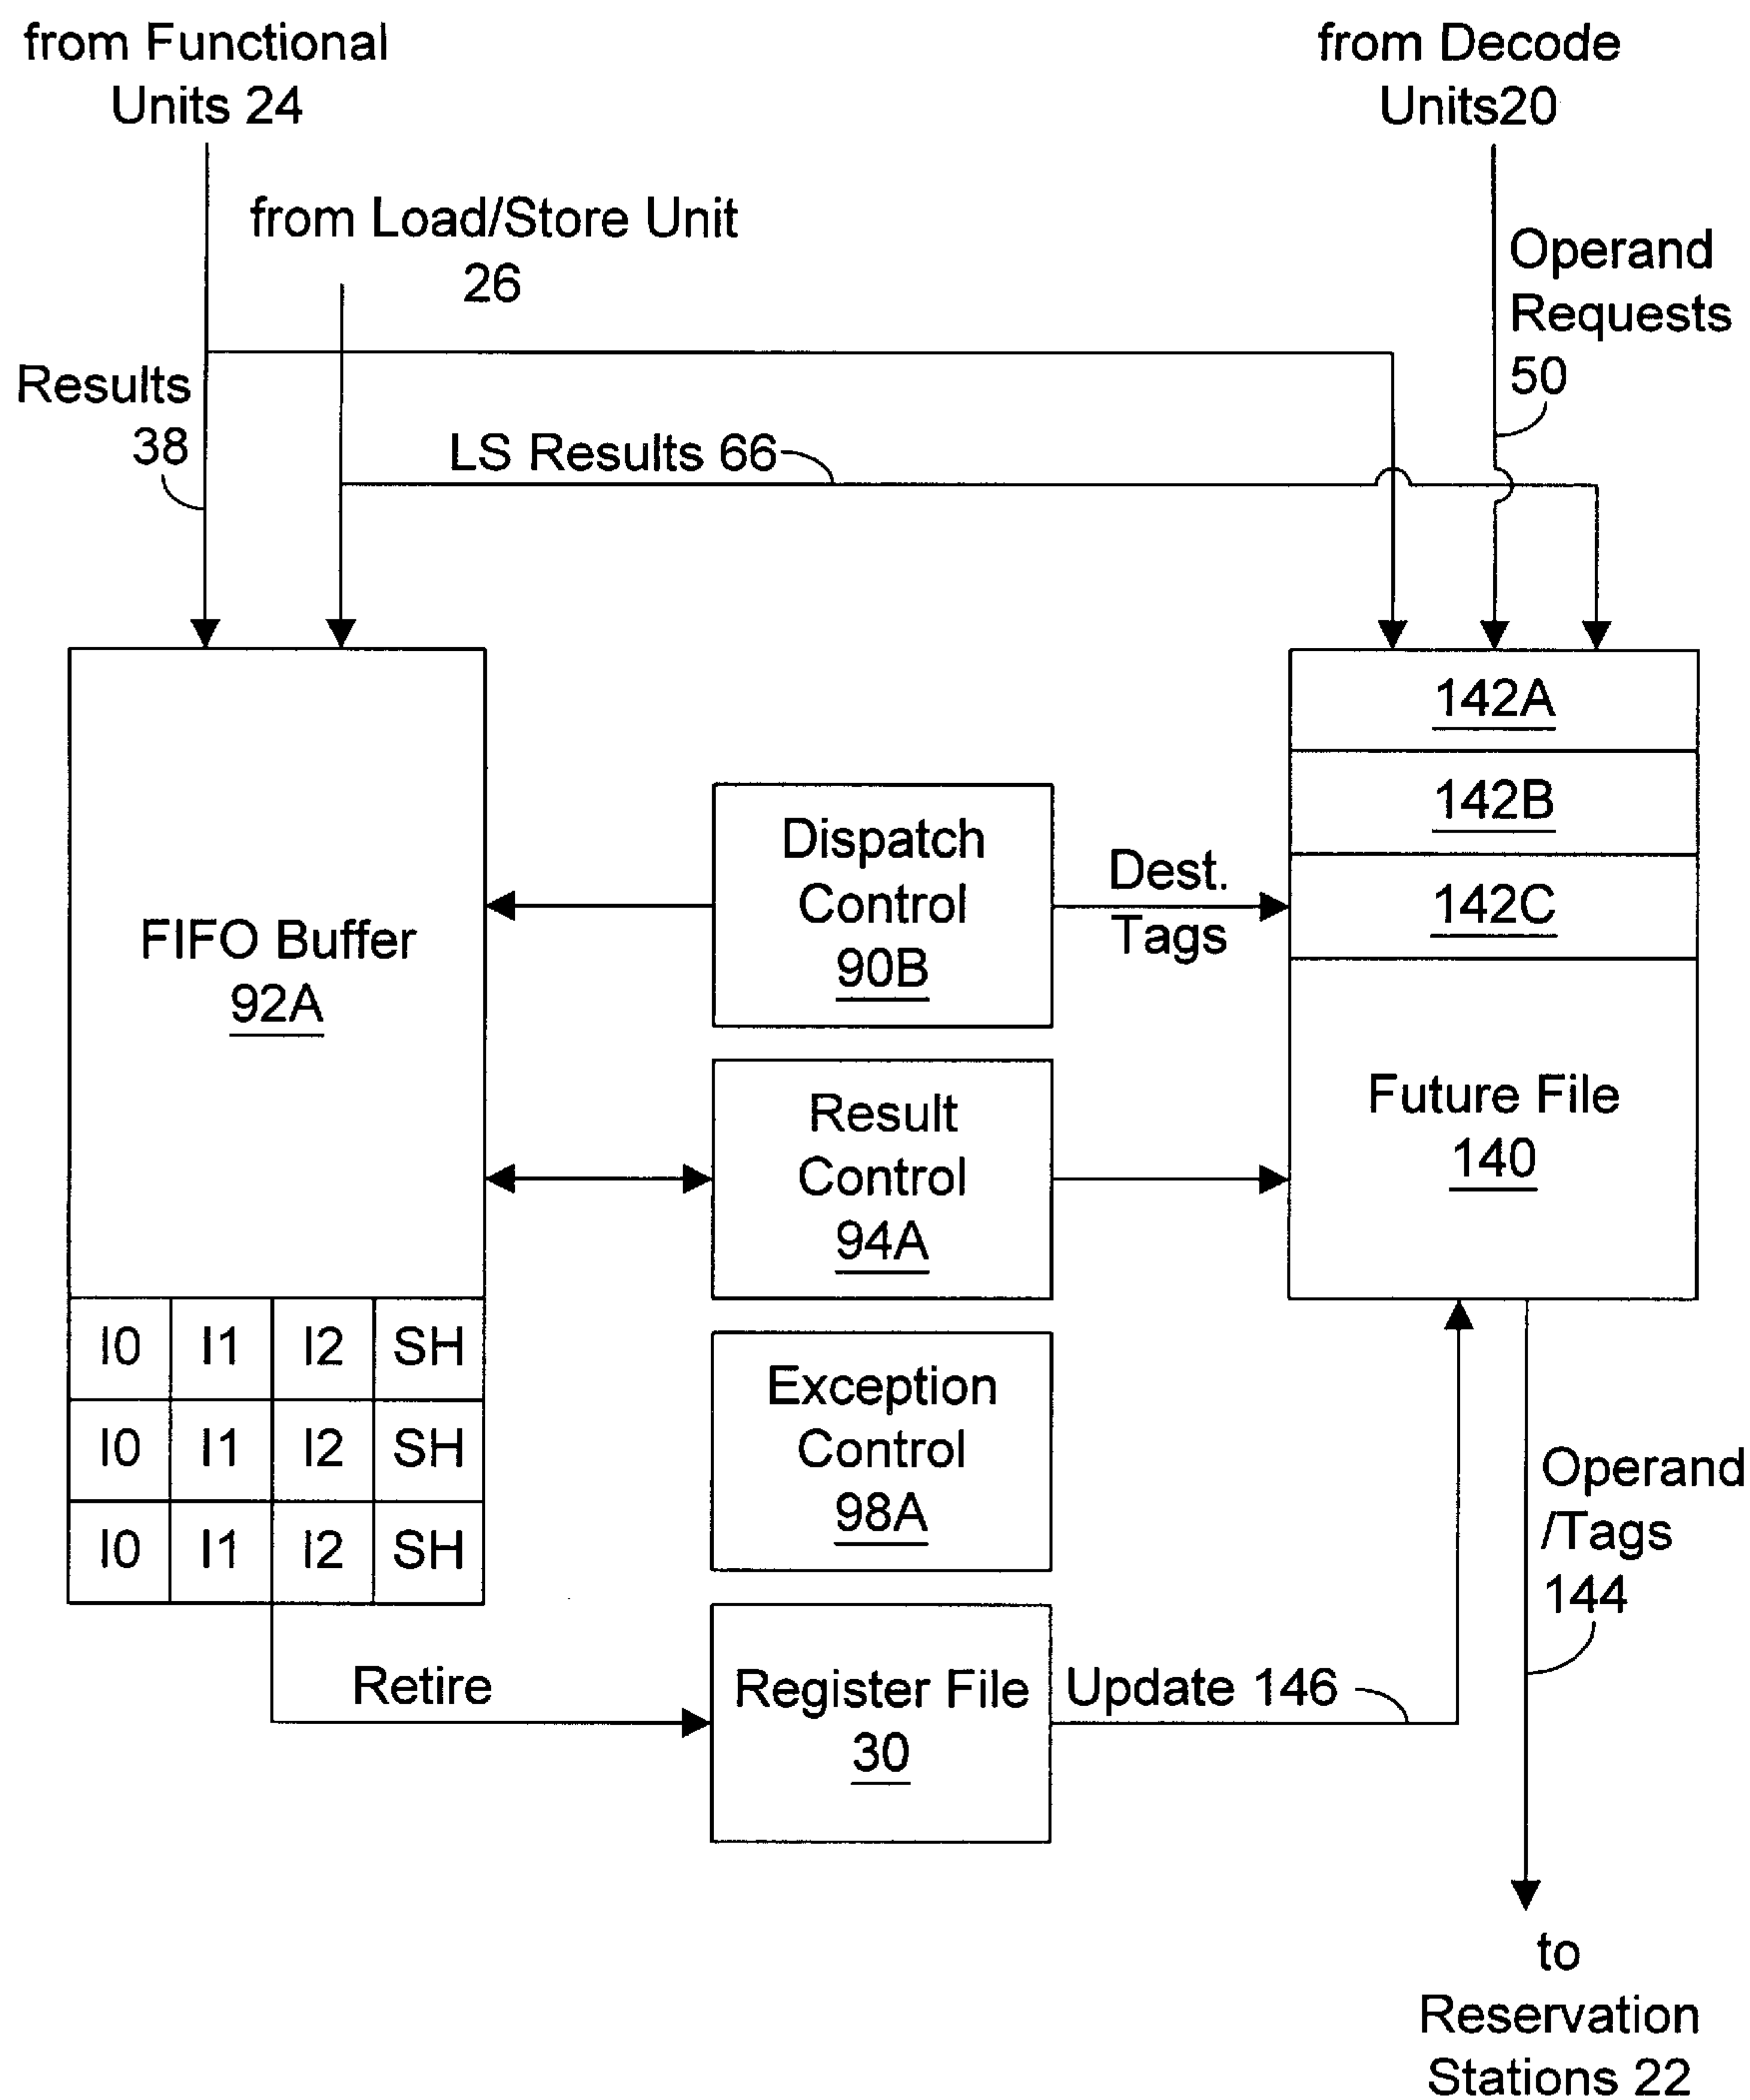 from Functional
Units 24
from Decode
Units20
from Load/Store Unit
26
Operand
Requests
50
Results
38
LS Results 66
142A
142B
142C
Dispatch
Control
90B
Dest.
Tags
FIFO Buffer
92A
Future File
140
Result
Control
94A
I0 I1 I2 SH
I0 I1 I2 SH
I0 I1 I2 SH
Exception
Control
98A
Operand
/Tags
144
Retire
Register File
30
Update 146
to
Reservation
Stations 22